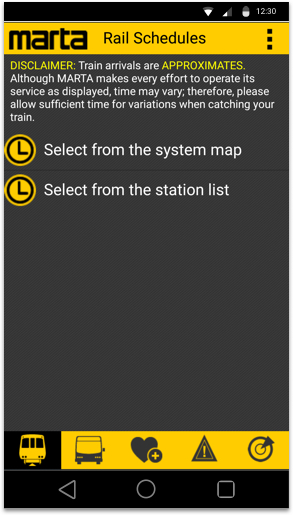 12:30
marta Rail Schedules
DISCLAIMER: Train arrivals are APPROXIMATES.
Although MARTA makes every effort to operate its
service as displayed, time may vary; therefore, please
allow sufficient time for variations when catching your
train.
Select from the system map
Select from the station list